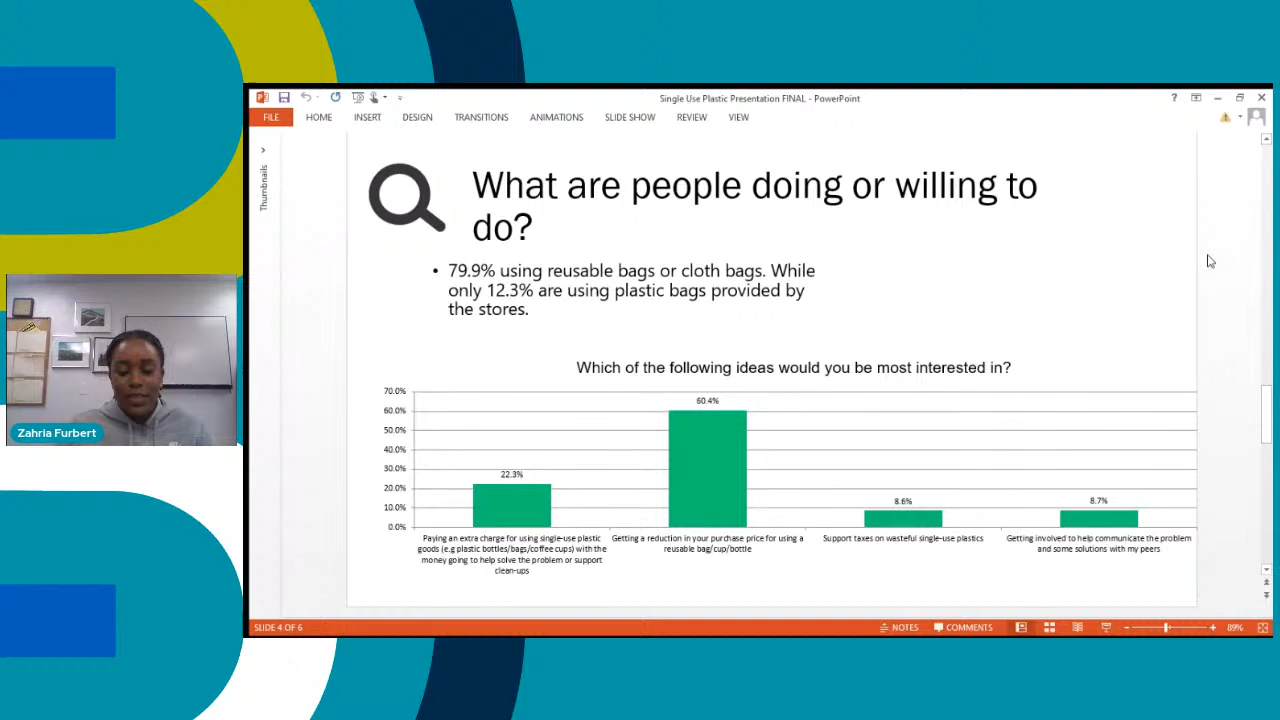 Single Use Plastic Presentation FINAL - PowerPoint
?
FILE HOME INSERT DESIGN TRANSITIONS ANIMATIONS SLIDE SHOW REVIEW VIEW
Thumbnails
What are people doing or willing to
do?
• 79.9% using reusable bags or cloth bags. While
only 12.3% are using plastic bags provided by
the stores.
Which of the following ideas would you be most interested in?
70.0%
60.0%
50.0%
40.0%
30.0%
20.0%
10.0%
0.0%
22.3%
60.4%
8.6%
8.7%
Paying an extra charge for using single-use plastic
goods (e.g plastic bottles/bags/coffee cups) with the
money going to help solve the problem or support
clean-ups
Getting a reduction in your purchase price for using a
reusable bag/cup/bottle
Support taxes on wasteful single-use plastics
Getting involved to help communicate the problem
and some solutions with my peers
Zahria Furbert
SLIDE 4 OF 6
NOTES COMMENTS 89%